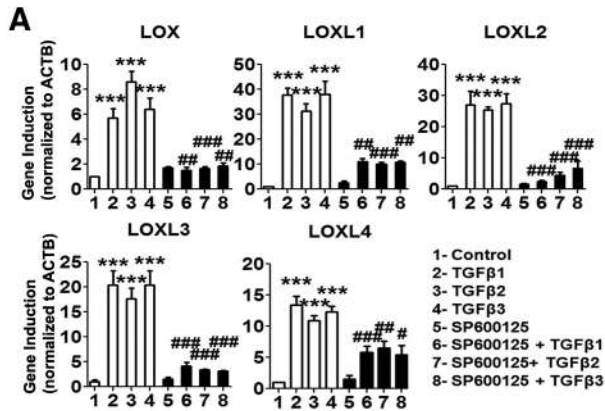 A
LOX
LOXL1
LOXL2
Gene Induction
(normalized to ACTB)
10
8
6
4
2
0
***
***
***
##
###
##
1 2 3 4 5 6 7 8
50
40
30
20
10
0
***
***
***
##
###
##
1 2 3 4 5 6 7 8
40
30
20
10
0
***
***
***
###
###
###
1 2 3 4 5 6 7 8
LOXL3
LOXL4
Gene Induction
(normalized to ACTB)
25
20
15
10
5
0
***
***
***
###
###
###
1 2 3 4 5 6 7 8
20
15
10
5
0
***
***
***
###
##
#
1 2 3 4 5 6 7 8
1- Control
2- TGFβ1
3- TGFβ2
4- TGFβ3
5- SP600125
6- SP600125 + TGFβ1
7- SP600125+ TGFβ2
8- SP600125 + TGFβ3